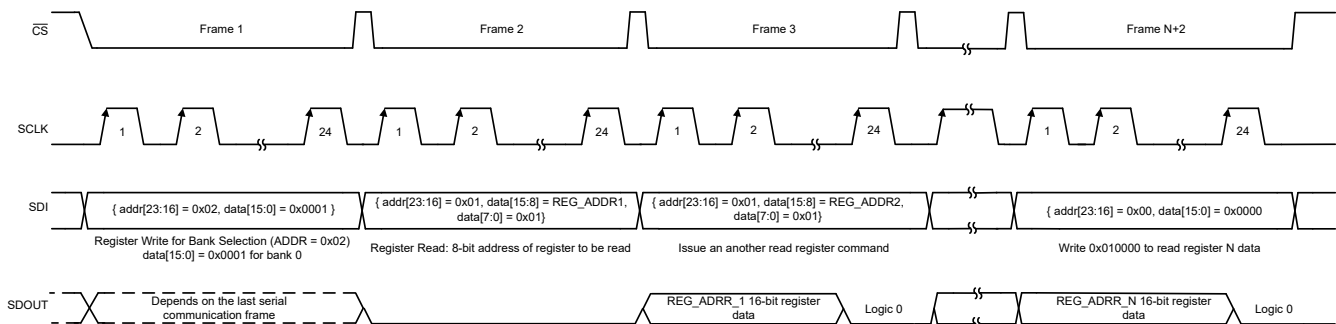 CS
Frame 1
Frame 2
Frame 3
Frame N+2
SCLK
1
2
24
1
2
24
1
2
24
1
2
24
SDI
{ addr[23:16] = 0x02, data[15:0] = 0x0001 }
{ addr[23:16] = 0x01, data[15:8] = REG_ADDR1,
data[7:0] = 0x01}
{ addr[23:16] = 0x01, data[15:8] = REG_ADDR2,
data[7:0] = 0x01}
{ addr[23:16] = 0x00, data[15:0] = 0x0000
Register Write for Bank Selection (ADDR = 0x02)
data[15:0] = 0x0001 for bank 0
Register Read: 8-bit address of register to be read
Issue an another read register command
Write 0x010000 to read register N data
SDOUT
Depends on the last serial
communication frame
REG_ADRR_1 16-bit register
data
Logic 0
REG_ADRR_N 16-bit register
data
Logic 0